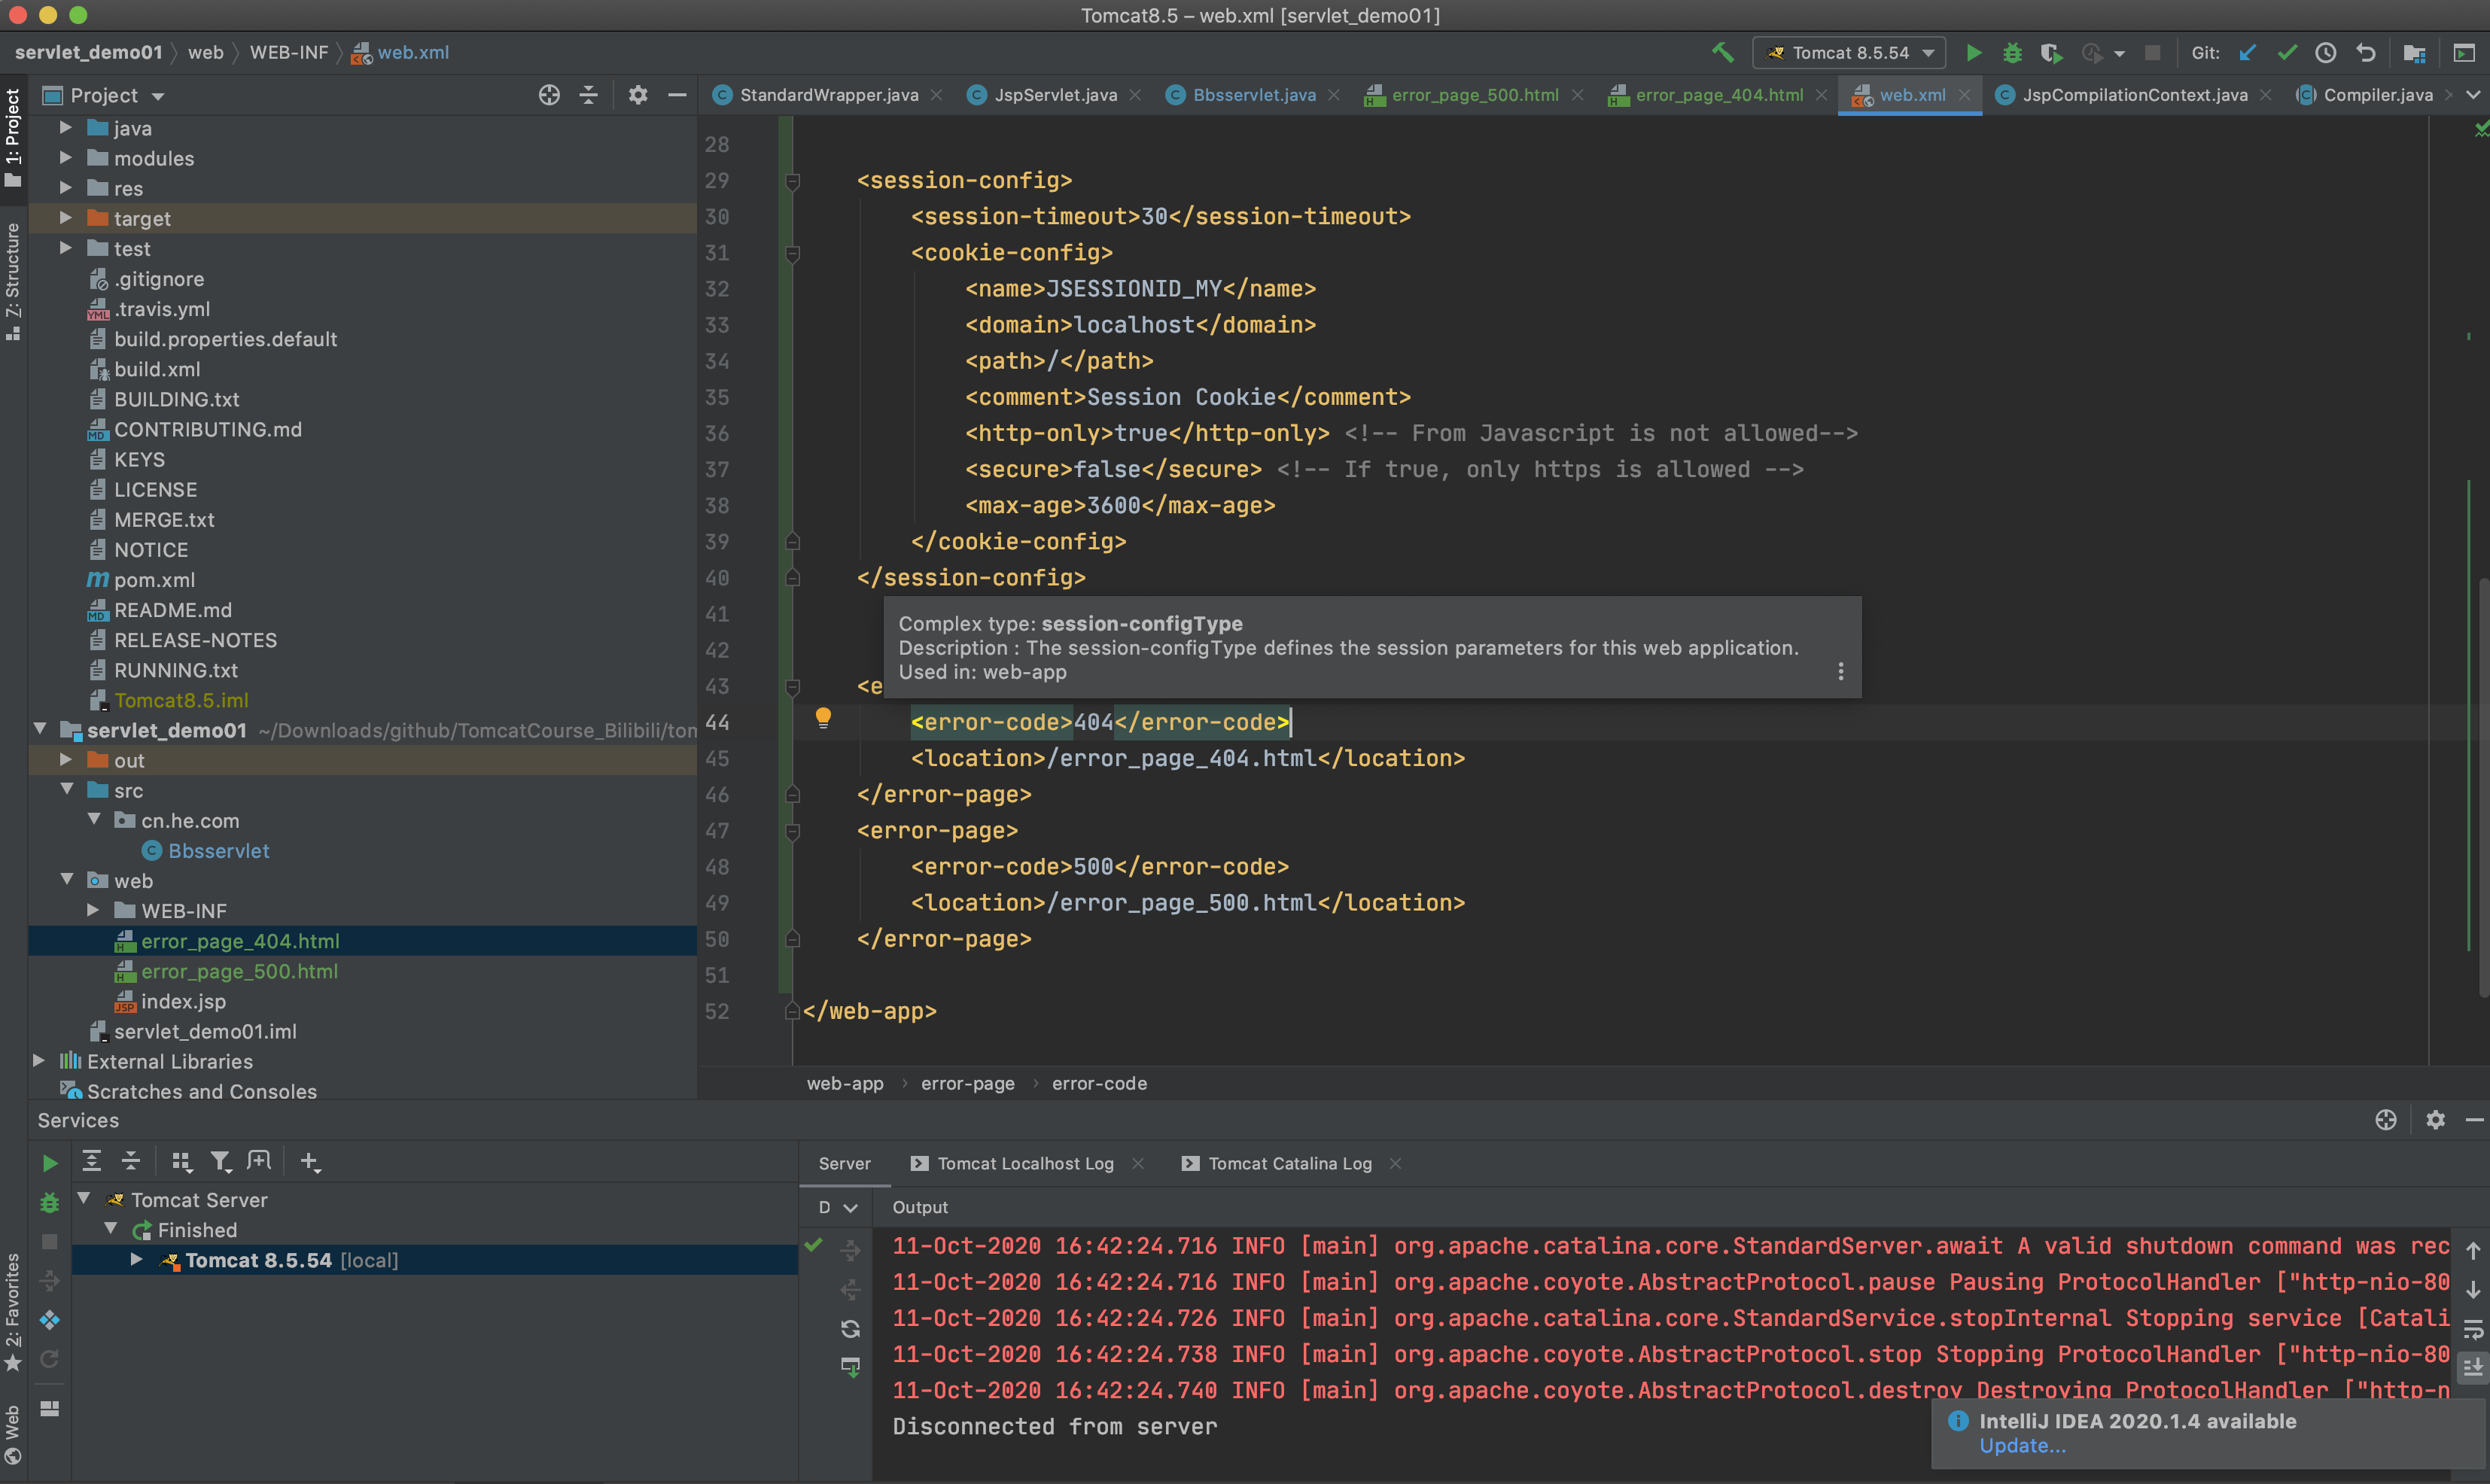 Tomcat8.5 – web.xml [servlet_demo01]
servlet_demo01 web WEB-INF web.xml
Tomcat 8.5.54
Git:
1: Project
Z: Structure
2: Favorites
Web
Project
java
modules
res
target
test
.gitignore
.travis.yml
build.properties.default
build.xml
BUILDING.txt
CONTRIBUTING.md
KEYS
LICENSE
MERGE.txt
NOTICE
pom.xml
README.md
RELEASE-NOTES
RUNNING.txt
Tomcat8.5.iml
servlet_demo01 ~/Downloads/github/TomcatCourse_Bilibili/tom
out
src
cn.he.com
Bbsservlet
web
WEB-INF
error_page_404.html
error_page_500.html
index.jsp
servlet_demo01.iml
External Libraries
Scratches and Consoles
StandardWrapper.java JspServlet.java Bbsservlet.java error_page_500.html error_page_404.html web.xml JspCompilationContext.java Compiler.java
28
29 <session-config>
30 <session-timeout>30</session-timeout>
31 <cookie-config>
32 <name>JSESSIONID_MY</name>
33 <domain>localhost</domain>
34 <path>/</path>
35 <comment>Session Cookie</comment>
36 <http-only>true</http-only> <!-- From Javascript is not allowed-->
37 <secure>false</secure> <!-- If true, only https is allowed -->
38 <max-age>3600</max-age>
39 </cookie-config>
40 </session-config>
41
42
Complex type: session-configType
Description : The session-configType defines the session parameters for this web application.
Used in: web-app
43 <e
44 <error-code>404</error-code>
45 <location>/error_page_404.html</location>
46 </error-page>
47 <error-page>
48 <error-code>500</error-code>
49 <location>/error_page_500.html</location>
50 </error-page>
51
52 </web-app>
web-app error-page error-code
Services
Tomcat Server
Finished
Tomcat 8.5.54 [local]
Server Tomcat Localhost Log Tomcat Catalina Log
D Output
11-Oct-2020 16:42:24.716 INFO [main] org.apache.catalina.core.StandardServer.await A valid shutdown command was rec
11-Oct-2020 16:42:24.716 INFO [main] org.apache.coyote.AbstractProtocol.pause Pausing ProtocolHandler ["http-nio-80
11-Oct-2020 16:42:24.726 INFO [main] org.apache.catalina.core.StandardService.stopInternal Stopping service [Catali
11-Oct-2020 16:42:24.738 INFO [main] org.apache.coyote.AbstractProtocol.stop Stopping ProtocolHandler ["http-nio-80
11-Oct-2020 16:42:24.740 INFO [main] org.apache.coyote.AbstractProtocol.destroy Destroying ProtocolHandler ["http-n
Disconnected from server
IntelliJ IDEA 2020.1.4 available
Update...